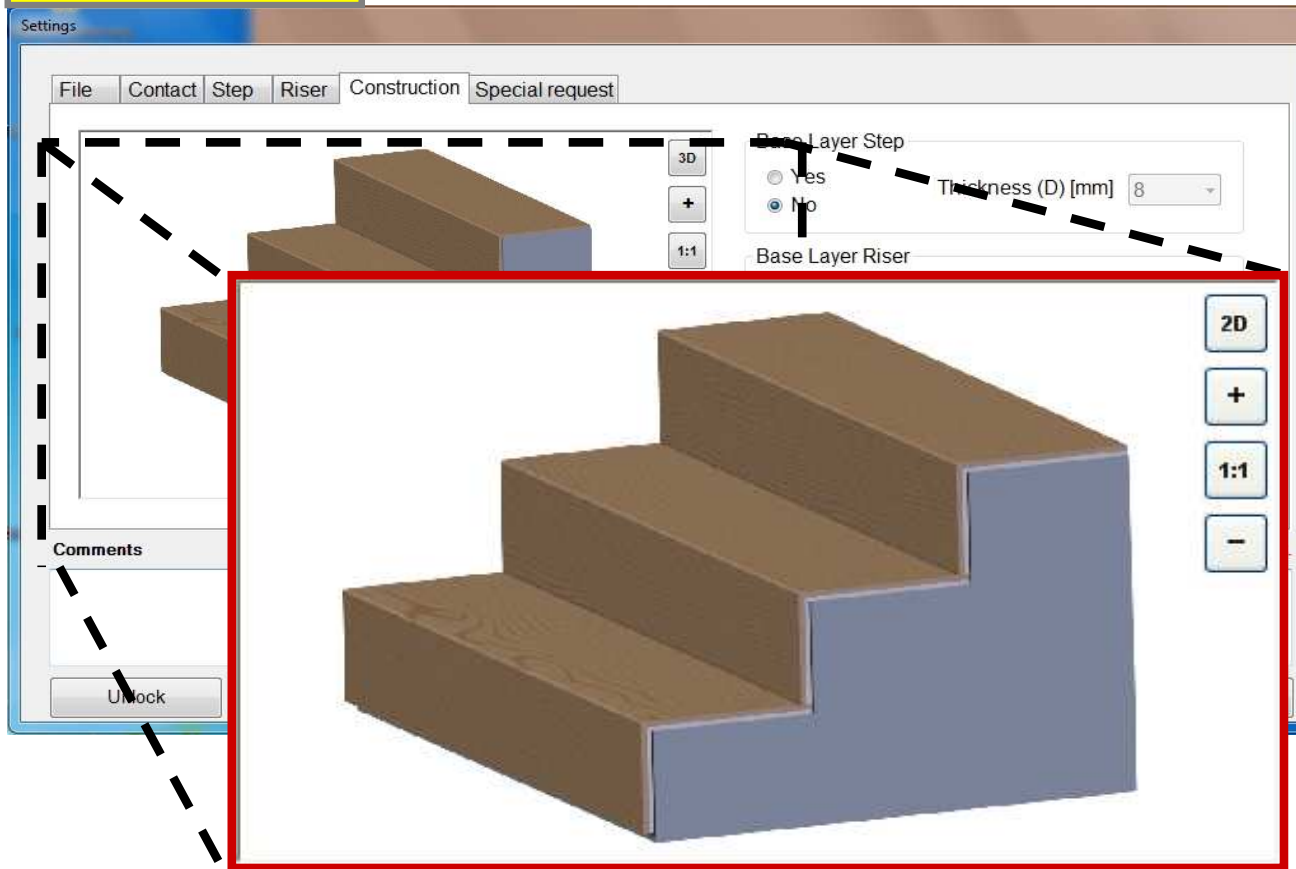 Settings
File Contact Step Riser Construction Special request
3D
+
1:1
Base Layer Step
Yes
No
Thickness (D) [mm] 8
Base Layer Riser
2D
+
1:1
−
Comments
Unlock